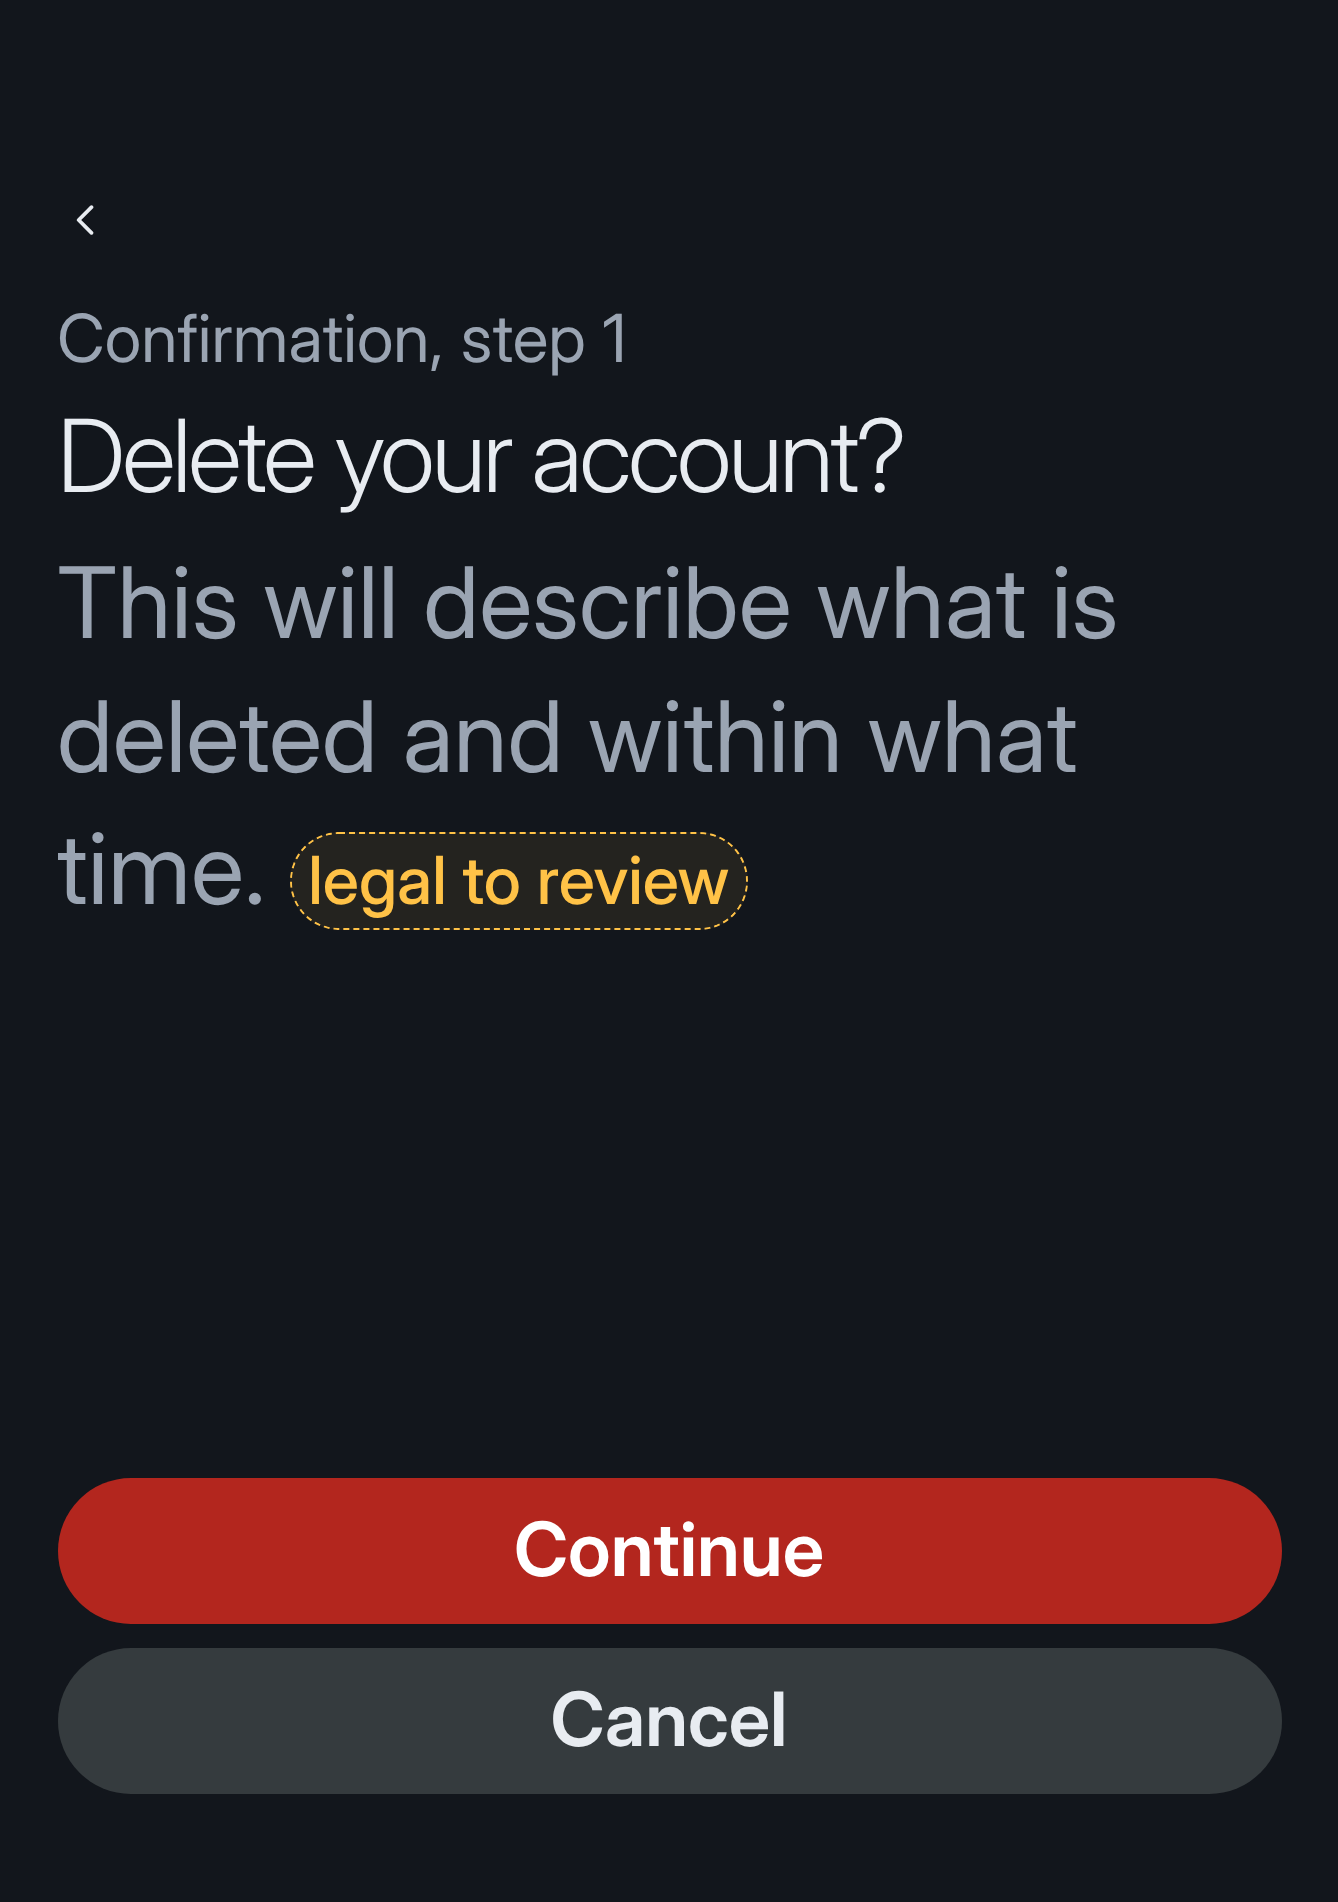 Confirmation, step 1
Delete your account?
This will describe what is
deleted and within what
time. legal to review
Continue
Cancel